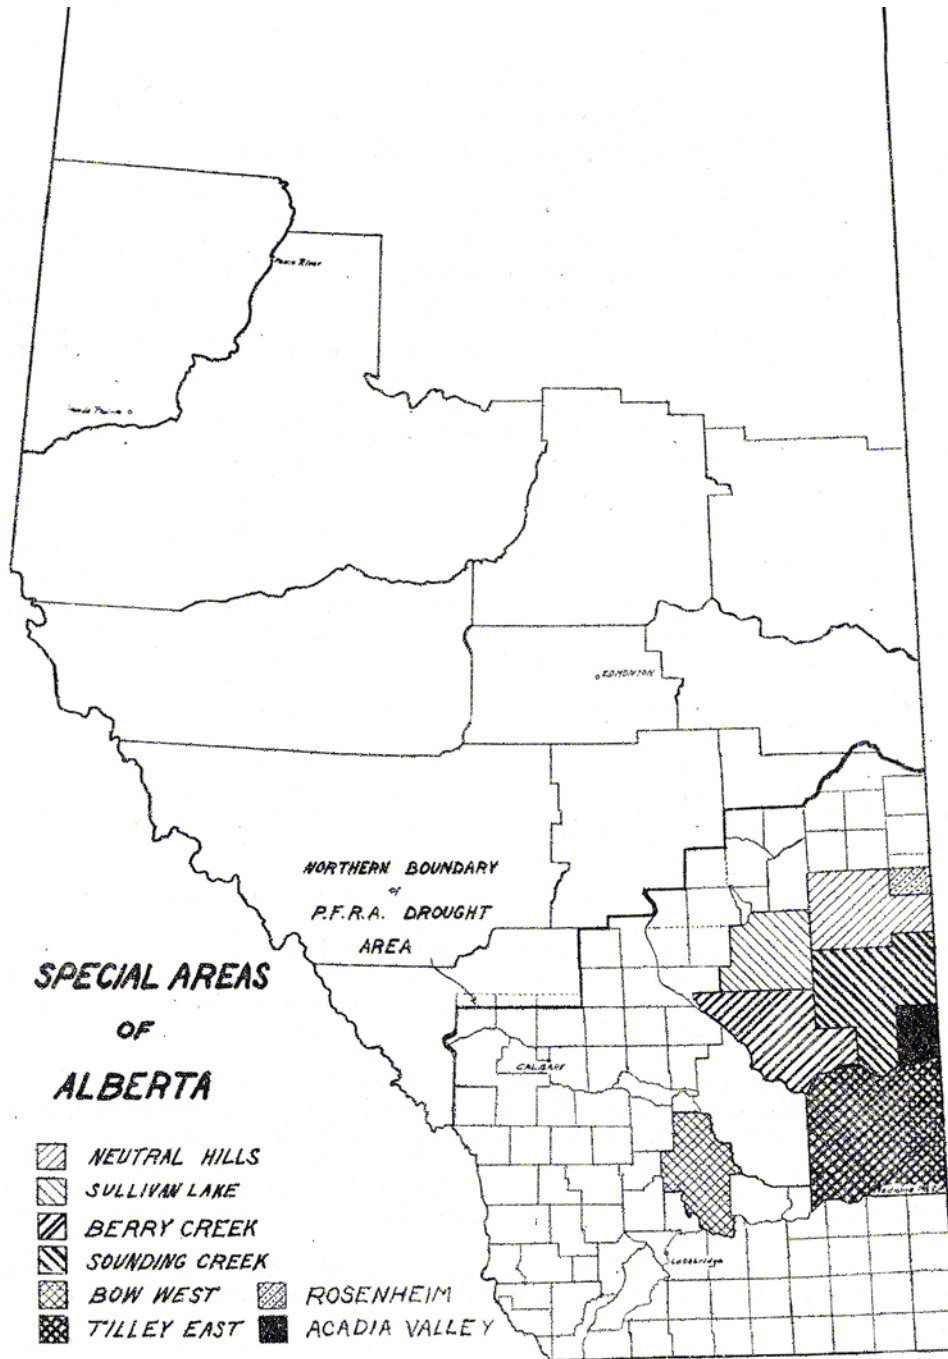 Peace River
EDMONTON
NORTHERN BOUNDARY
of
P.F.R.A. DROUGHT
AREA
SPECIAL AREAS
OF
ALBERTA
CALGARY
Lethbridge
NEUTRAL HILLS
SULLIVAN LAKE
BERRY CREEK
SOUNDING CREEK
BOW WEST
ROSENHEIM
TILLEY EAST
ACADIA VALLEY